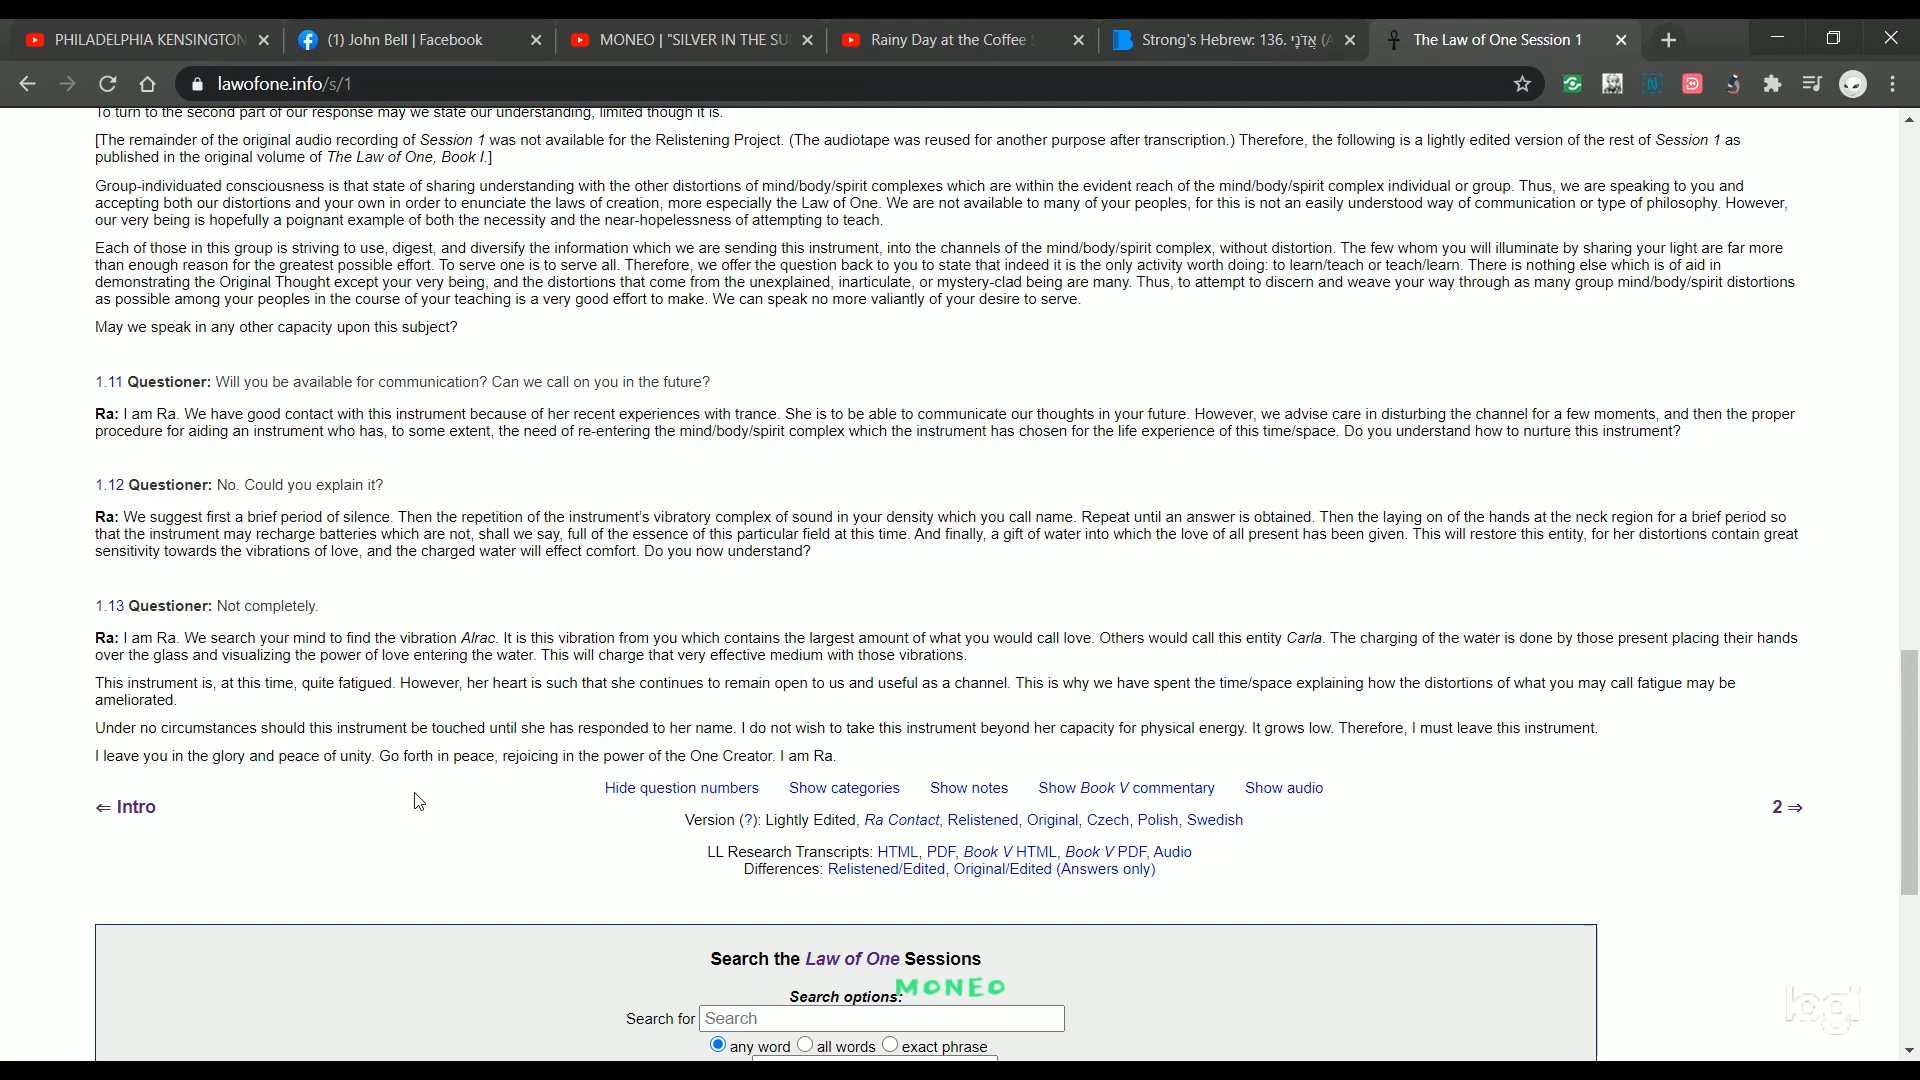 PHILADELPHIA KENSINGTON
(1) John Bell | Facebook
MONEO | "SILVER IN THE SU
Rainy Day at the Coffee
Strong's Hebrew: 136. אֲדֹנָי (A
The Law of One Session 1
lawofone.info/s/1
To turn to the second part of our response may we state our understanding, limited though it is.
[The remainder of the original audio recording of Session 1 was not available for the Relistening Project. (The audiotape was reused for another purpose after transcription.) Therefore, the following is a lightly edited version of the rest of Session 1 as
published in the original volume of The Law of One, Book I.]
Group-individuated consciousness is that state of sharing understanding with the other distortions of mind/body/spirit complexes which are within the evident reach of the mind/body/spirit complex individual or group. Thus, we are speaking to you and
accepting both our distortions and your own in order to enunciate the laws of creation, more especially the Law of One. We are not available to many of your peoples, for this is not an easily understood way of communication or type of philosophy. However,
our very being is hopefully a poignant example of both the necessity and the near-hopelessness of attempting to teach.
Each of those in this group is striving to use, digest, and diversify the information which we are sending this instrument, into the channels of the mind/body/spirit complex, without distortion. The few whom you will illuminate by sharing your light are far more
than enough reason for the greatest possible effort. To serve one is to serve all. Therefore, we offer the question back to you to state that indeed it is the only activity worth doing: to learn/teach or teach/learn. There is nothing else which is of aid in
demonstrating the Original Thought except your very being, and the distortions that come from the unexplained, inarticulate, or mystery-clad being are many. Thus, to attempt to discern and weave your way through as many group mind/body/spirit distortions
as possible among your peoples in the course of your teaching is a very good effort to make. We can speak no more valiantly of your desire to serve.
May we speak in any other capacity upon this subject?
1.11 Questioner: Will you be available for communication? Can we call on you in the future?
Ra: I am Ra. We have good contact with this instrument because of her recent experiences with trance. She is to be able to communicate our thoughts in your future. However, we advise care in disturbing the channel for a few moments, and then the proper
procedure for aiding an instrument who has, to some extent, the need of re-entering the mind/body/spirit complex which the instrument has chosen for the life experience of this time/space. Do you understand how to nurture this instrument?
1.12 Questioner: No. Could you explain it?
Ra: We suggest first a brief period of silence. Then the repetition of the instrument's vibratory complex of sound in your density which you call name. Repeat until an answer is obtained. Then the laying on of the hands at the neck region for a brief period so
that the instrument may recharge batteries which are not, shall we say, full of the essence of this particular field at this time. And finally, a gift of water into which the love of all present has been given. This will restore this entity, for her distortions contain great
sensitivity towards the vibrations of love, and the charged water will effect comfort. Do you now understand?
1.13 Questioner: Not completely.
Ra: I am Ra. We search your mind to find the vibration Alrac. It is this vibration from you which contains the largest amount of what you would call love. Others would call this entity Carla. The charging of the water is done by those present placing their hands
over the glass and visualizing the power of love entering the water. This will charge that very effective medium with those vibrations.
This instrument is, at this time, quite fatigued. However, her heart is such that she continues to remain open to us and useful as a channel. This is why we have spent the time/space explaining how the distortions of what you may call fatigue may be
ameliorated.
Under no circumstances should this instrument be touched until she has responded to her name. I do not wish to take this instrument beyond her capacity for physical energy. It grows low. Therefore, I must leave this instrument.
I leave you in the glory and peace of unity. Go forth in peace, rejoicing in the power of the One Creator. I am Ra.
Hide question numbers Show categories Show notes Show Book V commentary Show audio
⇐ Intro
2 ⇒
Version (?): Lightly Edited, Ra Contact, Relistened, Original, Czech, Polish, Swedish
LL Research Transcripts: HTML, PDF, Book V HTML, Book V PDF, Audio
Differences: Relistened/Edited, Original/Edited (Answers only)
Search the Law of One Sessions
MONEO
Search options:
Search for Search
any word all words exact phrase
logi